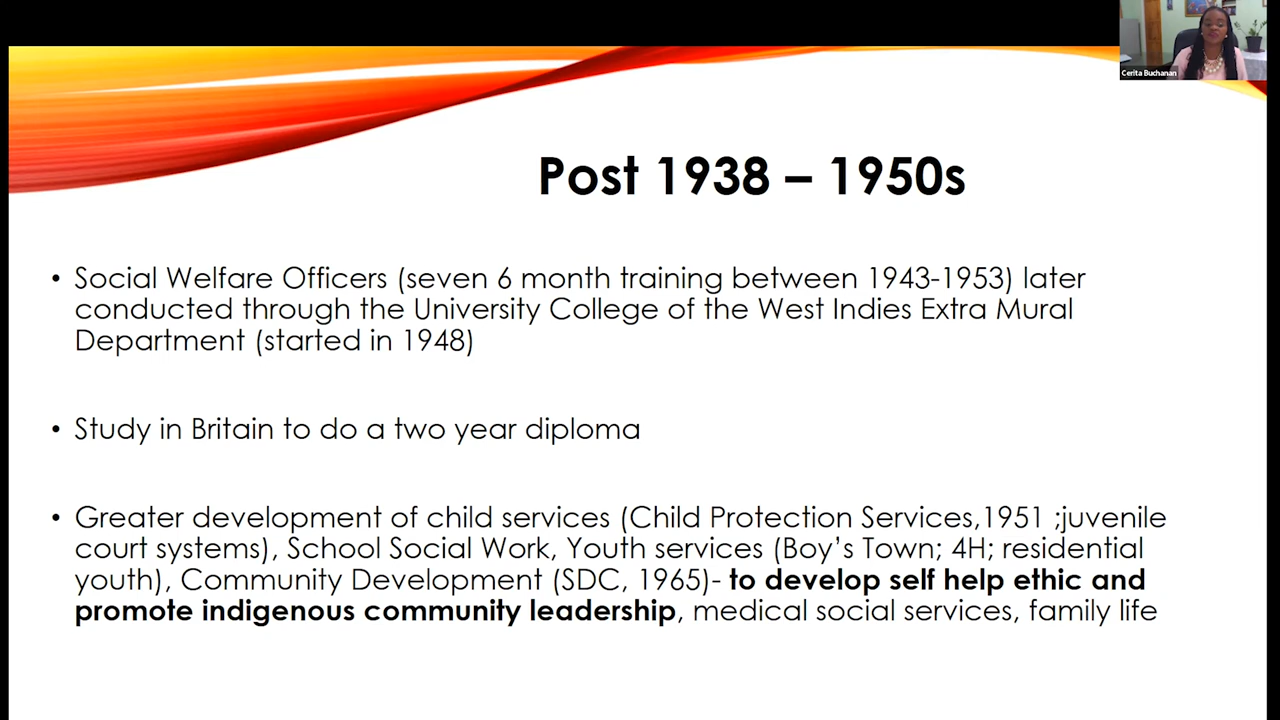 Cerita Buchanan
Post 1938 – 1950s
• Social Welfare Officers (seven 6 month training between 1943-1953) later
conducted through the University College of the West Indies Extra Mural
Department (started in 1948)
• Study in Britain to do a two year diploma
• Greater development of child services (Child Protection Services,1951 ;juvenile
court systems), School Social Work, Youth services (Boy’s Town; 4H; residential
youth), Community Development (SDC, 1965)- to develop self help ethic and
promote indigenous community leadership, medical social services, family life